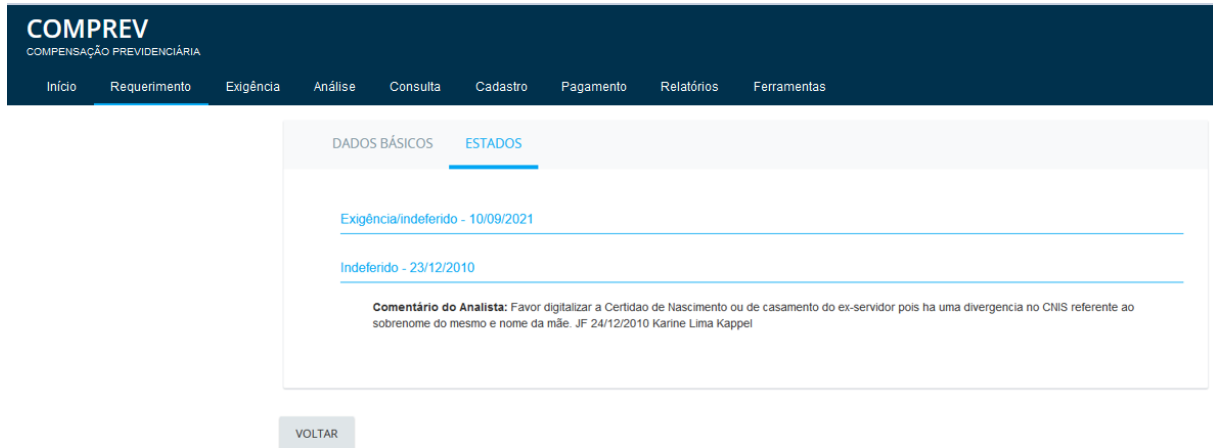 COMPREV
COMPENSAÇÃO PREVIDENCIÁRIA
Início Requerimento Exigência Análise Consulta Cadastro Pagamento Relatórios Ferramentas
DADOS BÁSICOS ESTADOS
Exigência/indeferido - 10/09/2021
Indeferido - 23/12/2010
Comentário do Analista: Favor digitalizar a Certidao de Nascimento ou de casamento do ex-servidor pois ha uma divergencia no CNIS referente ao
sobrenome do mesmo e nome da mãe. JF 24/12/2010 Karine Lima Kappel
VOLTAR